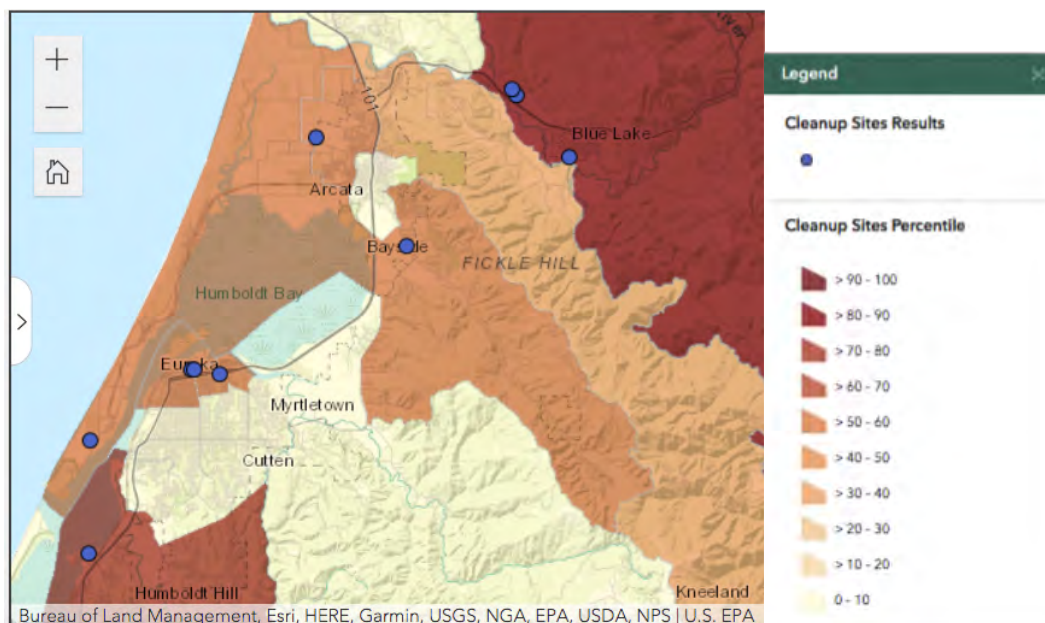 +
−
101
River
Blue Lake
Arcata
Bayside
FICKLE HILL
Humboldt Bay
Eureka
Myrtletown
Cutten
Humboldt Hill
Kneeland
Bureau of Land Management, Esri, HERE, Garmin, USGS, NGA, EPA, USDA, NPS | U.S. EPA
Legend
Cleanup Sites Results
Cleanup Sites Percentile
> 90 - 100
> 80 - 90
> 70 - 80
> 60 - 70
> 50 - 60
> 40 - 50
> 30 - 40
> 20 - 30
> 10 - 20
0 - 10